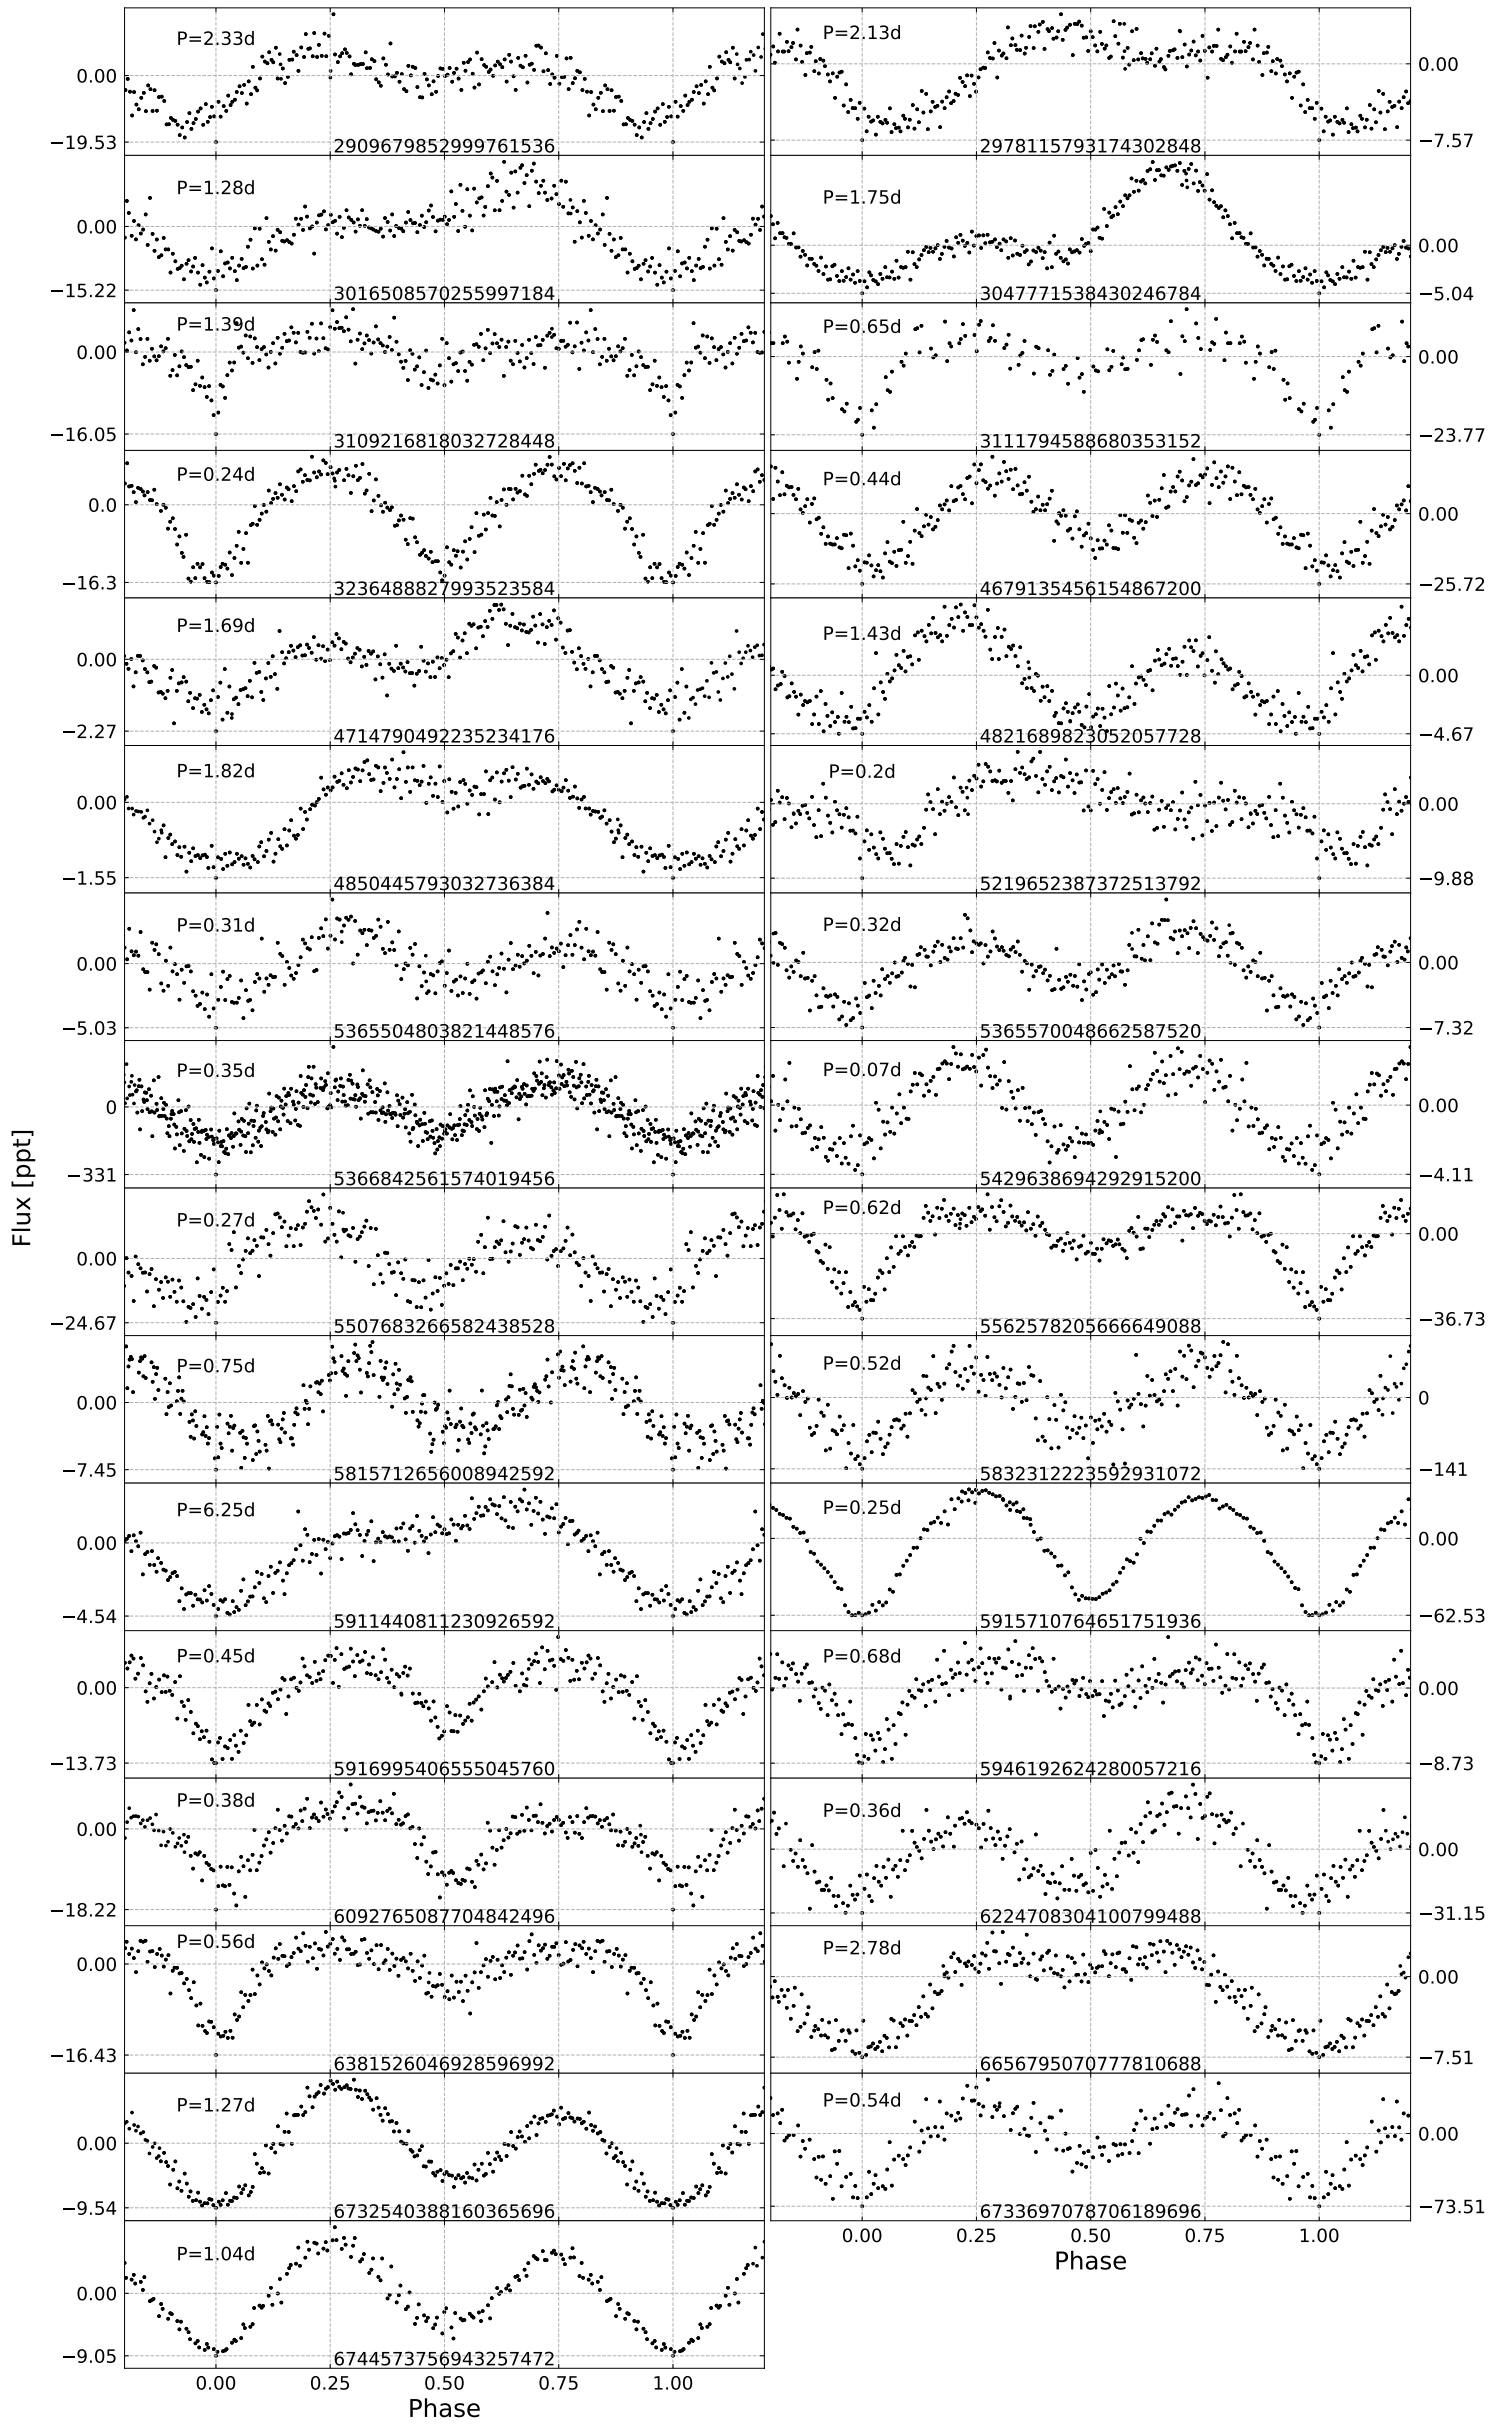 P=2.33d
0.00
−19.53
2909679852999761536
P=2.13d
0.00
−7.57
2978115793174302848
P=1.28d
0.00
−15.22
3016508570255997184
P=1.75d
0.00
−5.04
3047771538430246784
P=1.39d
0.00
−16.05
3109216818032728448
P=0.65d
0.00
−23.77
3111794588680353152
P=0.24d
0.0
−16.3
3236488827993523584
P=0.44d
0.00
−25.72
4679135456154867200
P=1.69d
0.00
−2.27
4714790492235234176
P=1.43d
0.00
−4.67
4821689823052057728
P=1.82d
0.00
−1.55
4850445793032736384
P=0.2d
0.00
−9.88
5219652387372513792
P=0.31d
0.00
−5.03
5365504803821448576
P=0.32d
0.00
−7.32
5365570048662587520
P=0.35d
0
−331
5366842561574019456
P=0.07d
0.00
−4.11
5429638694292915200
Flux [ppt]
P=0.27d
0.00
−24.67
5507683266582438528
P=0.62d
0.00
−36.73
5562578205666649088
P=0.75d
0.00
−7.45
5815712656008942592
P=0.52d
0
−141
5832312223592931072
P=6.25d
0.00
−4.54
5911440811230926592
P=0.25d
0.00
−62.53
5915710764651751936
P=0.45d
0.00
−13.73
5916995406555045760
P=0.68d
0.00
−8.73
5946192624280057216
P=0.38d
0.00
−18.22
6092765087704842496
P=0.36d
0.00
−31.15
6224708304100799488
P=0.56d
0.00
−16.43
6381526046928596992
P=2.78d
0.00
−7.51
6656795070777810688
P=1.27d
0.00
−9.54
6732540388160365696
P=0.54d
0.00
−73.51
6733697078706189696
0.00 0.25 0.50 0.75 1.00
Phase
P=1.04d
0.00
−9.05
6744573756943257472
0.00 0.25 0.50 0.75 1.00
Phase